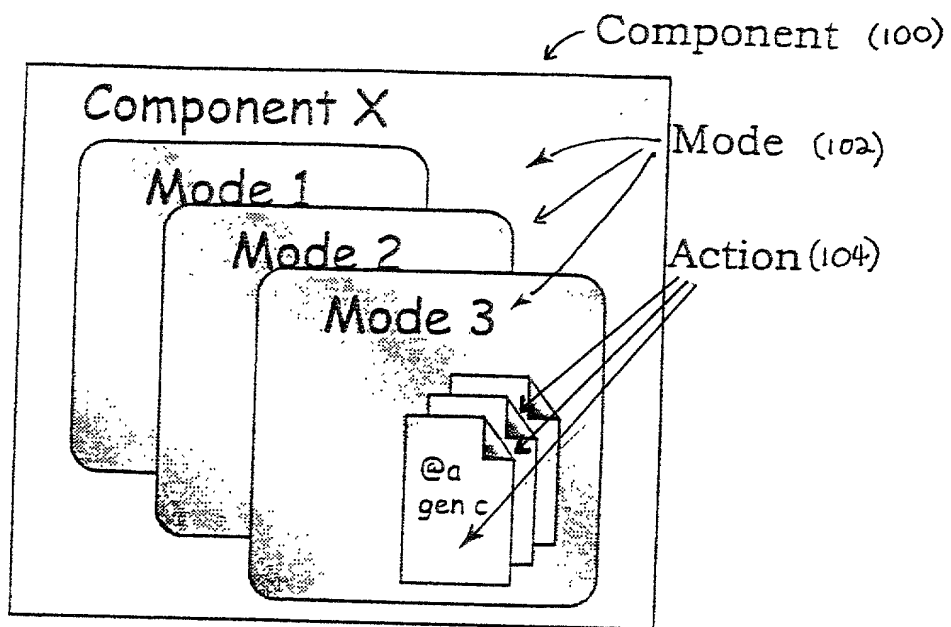 Component (100)
Component X
Mode (102)
Mode 1
Mode 2
Action (104)
Mode 3
@a
gen c